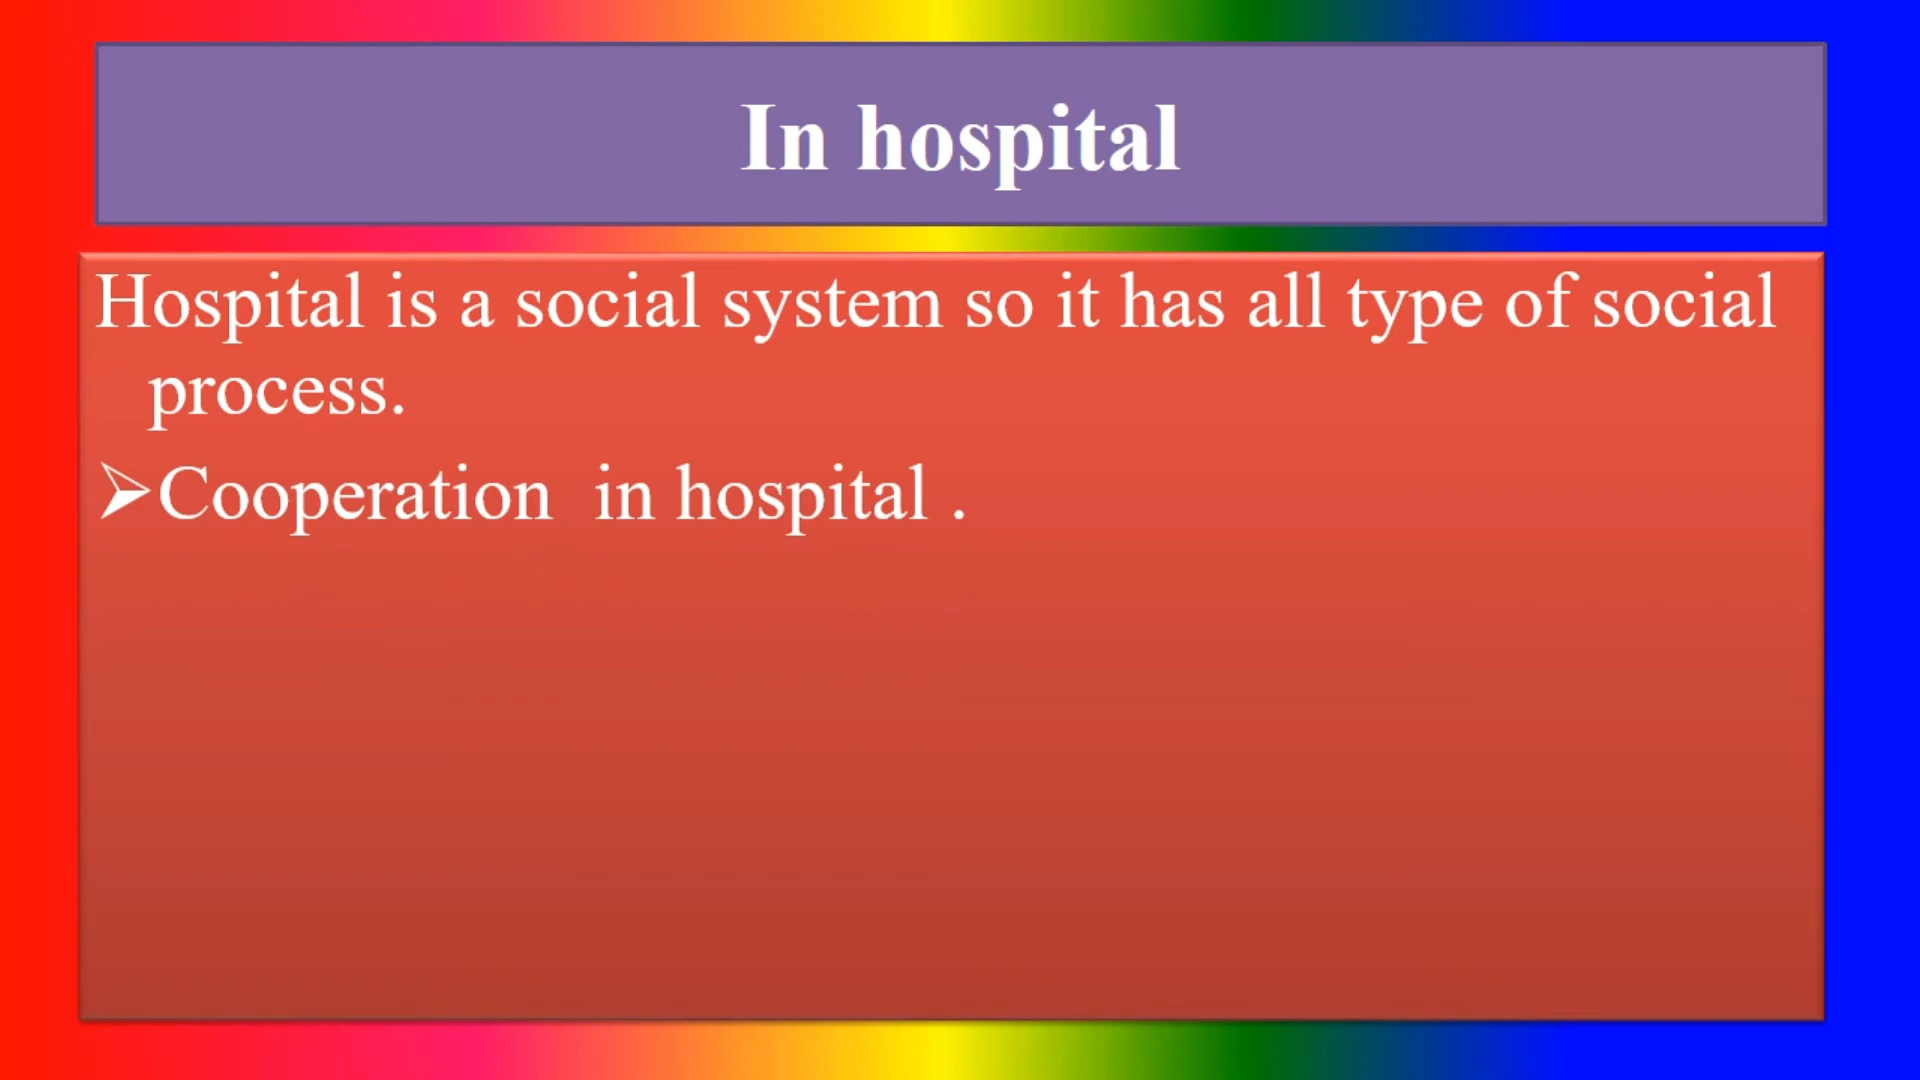 In hospital
Hospital is a social system so it has all type of social
process.
➢Cooperation  in hospital .